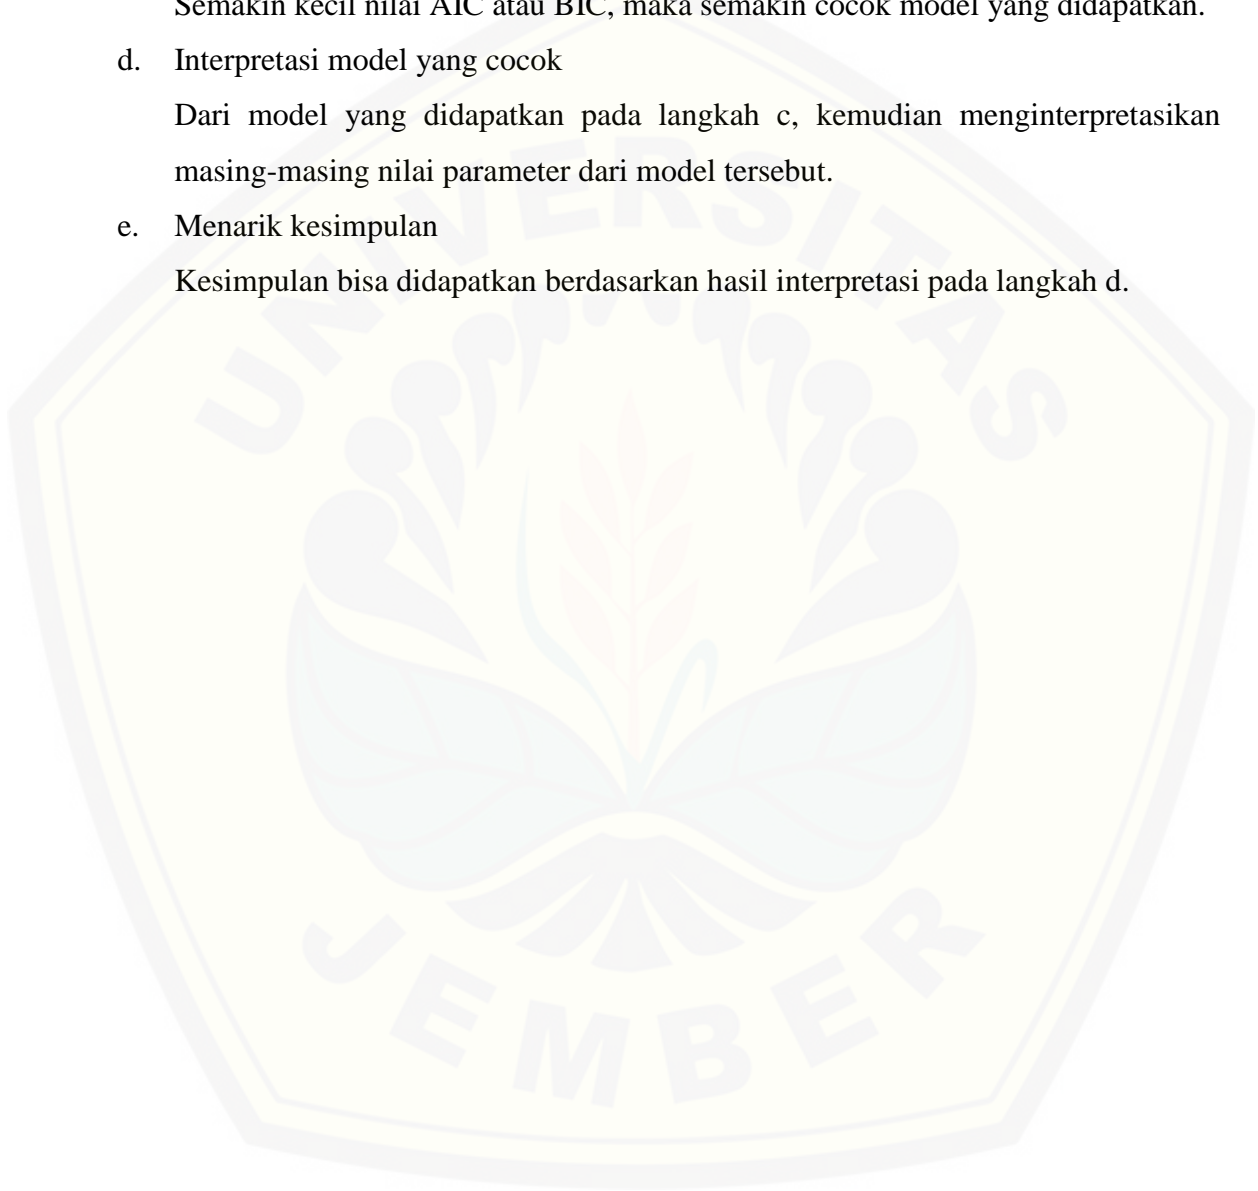 Semakin kecil nilai AIC atau BIC, maka semakin cocok model yang didapatkan.
d. Interpretasi model yang cocok
Dari model yang didapatkan pada langkah c, kemudian menginterpretasikan
masing-masing nilai parameter dari model tersebut.
e. Menarik kesimpulan
Kesimpulan bisa didapatkan berdasarkan hasil interpretasi pada langkah d.
UNIVERSITAS
JEMBER